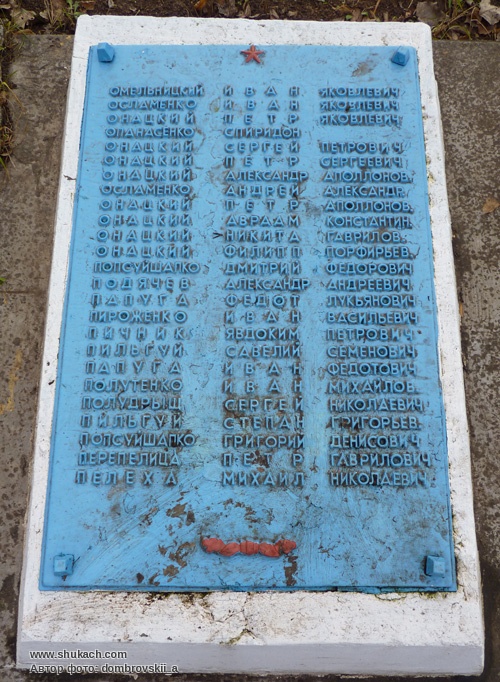 ОМЕЛЬНИЦКИЙ ИВАН ЯКОВЛЕВИЧ
ОСЛАМЕНКО ИВАН ЯКОВЛЕВИЧ
ОНАЦКИЙ ПЕТР ЯКОВЛЕВИЧ
ОПАНАСЕНКО СПИРИДОН
ОНАЦКИЙ СЕРГЕЙ ПЕТРОВИЧ
ОНАЦКИЙ ПЕТР СЕРГЕЕВИЧ
ОНАЦКИЙ АЛЕКСАНДР АПОЛЛОНОВ.
ОСЛАМЕНКО АНДРЕЙ АЛЕКСАНДР.
ОНАЦКИЙ ПЕТР АПОЛЛОНОВ
ОНАЦКИЙ АВРААМ КОНСТАНТИН.
ОНАЦКИЙ НИКИТА ГАВРИЛОВ.
ОНАЦКИЙ ФИЛИПП ПОРФИРЬЕВ.
ПОПСУЙШАПКО ДМИТРИЙ ФЕДОРОВИЧ
ПОДЯЧЕВ АЛЕКСАНДР АНДРЕЕВИЧ
ПАПУГА ФЕДОТ ЛУКЬЯНОВИЧ
ПИРОЖЕНКО ИВАН ВАСИЛЬЕВИЧ
ПИЧНИК ЯВДОКИМ ПЕТРОВИЧ
ПИЛЬГУЙ САВЕЛИЙ СЕМЕНОВИЧ
ПАПУГА ИВАН ФЕДОТОВИЧ
ПОЛУТЕНКО ИВАН МИХАЙЛОВ.
ПОЛУДРЫШ СЕРГЕЙ НИКОЛАЕВИЧ
ПИЛЬГУЙ СТЕПАН ГРИГОРЬЕВ.
ПОПСУЙШАПКО ГРИГОРИЙ ДЕНИСОВИЧ
ПЕРЕПЕЛИЦА ПЕТР ГАВРИЛОВИЧ
ПЕЛЕХА МИХАИЛ НИКОЛАЕВИЧ
www.shukach.com
Автор фото: dombrovskii_a